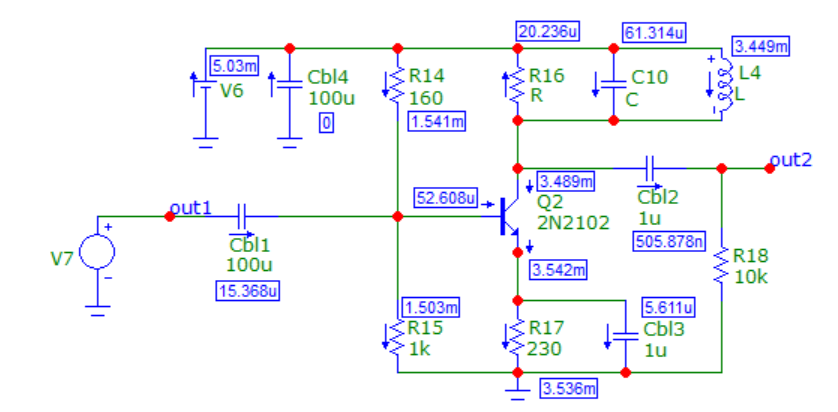 20.236u
61.314u
3.449m
5.03m
V6
Cbl4
100u
0
R14
160
1.541m
R16
R
C10
C
+
L4
L
-
out2
52.608u
3.489m
Q2
2N2102
Cbl2
1u
505.878n
R18
10k
out1
V7
+
-
Cbl1
100u
15.368u
3.542m
1.503m
R15
1k
R17
230
5.611u
Cbl3
1u
3.536m